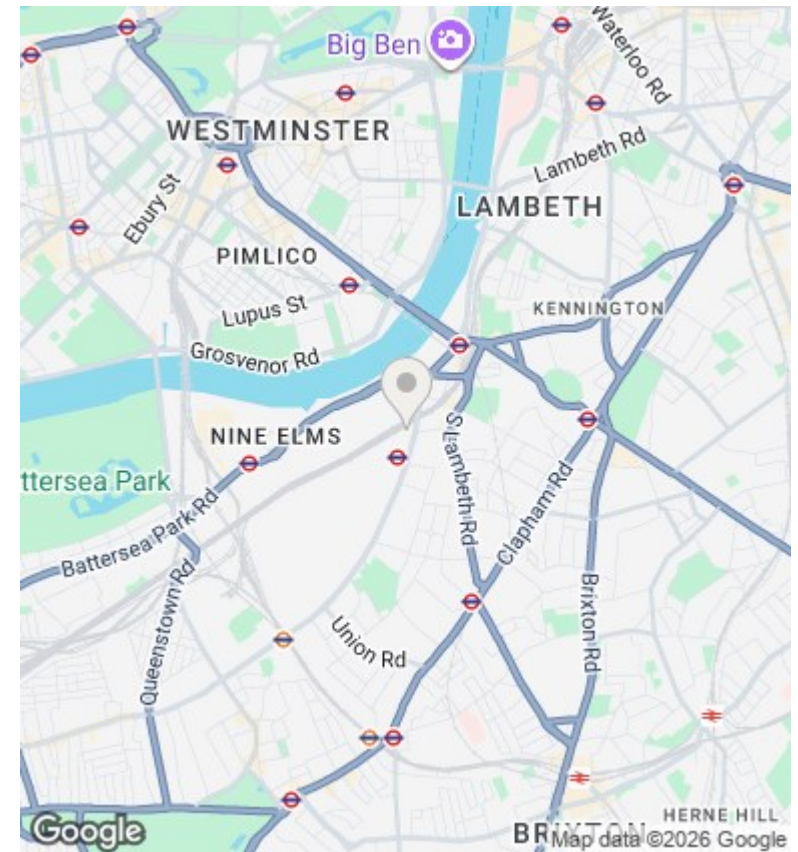 Big Ben
Waterloo Rd
WESTMINSTER
Lambeth Rd
Ebury St
LAMBETH
PIMLICO
Lupus St
KENNINGTON
Grosvenor Rd
NINE ELMS
S Lambeth Rd
ttersea Park
Clapham Rd
Battersea Park Rd
Brixton Rd
Queenstown Rd
Union Rd
HERNE HILL
Google
Map data ©2026 Google